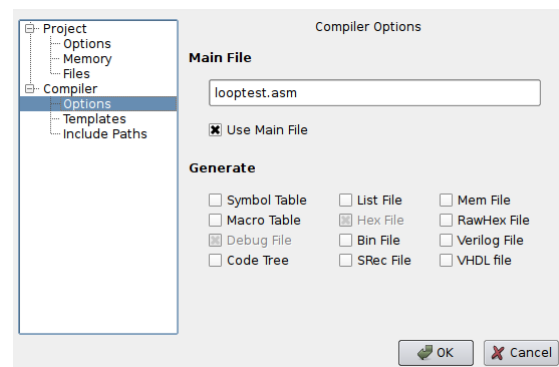 Project
Options
Memory
Files
Compiler
Options
Templates
Include Paths
Compiler Options
Main File
looptest.asm
Use Main File
Generate
Symbol Table List File Mem File
Macro Table Hex File RawHex File
Debug File Bin File Verilog File
Code Tree SRec File VHDL file
OK Cancel